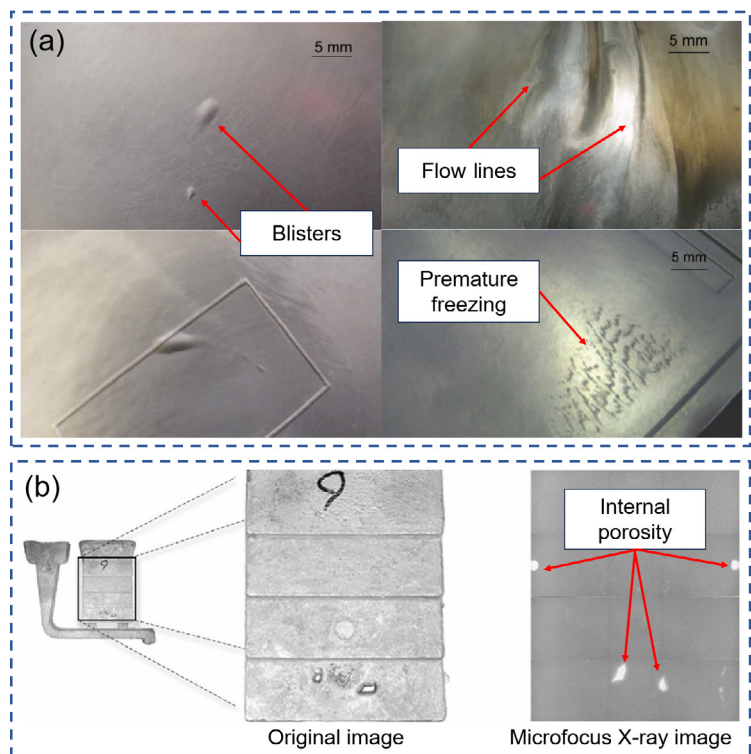 (a)
5 mm
5 mm
Flow lines
Blisters
Premature
freezing
5 mm
(b)
9
9
Internal
porosity
Original image
Microfocus X-ray image